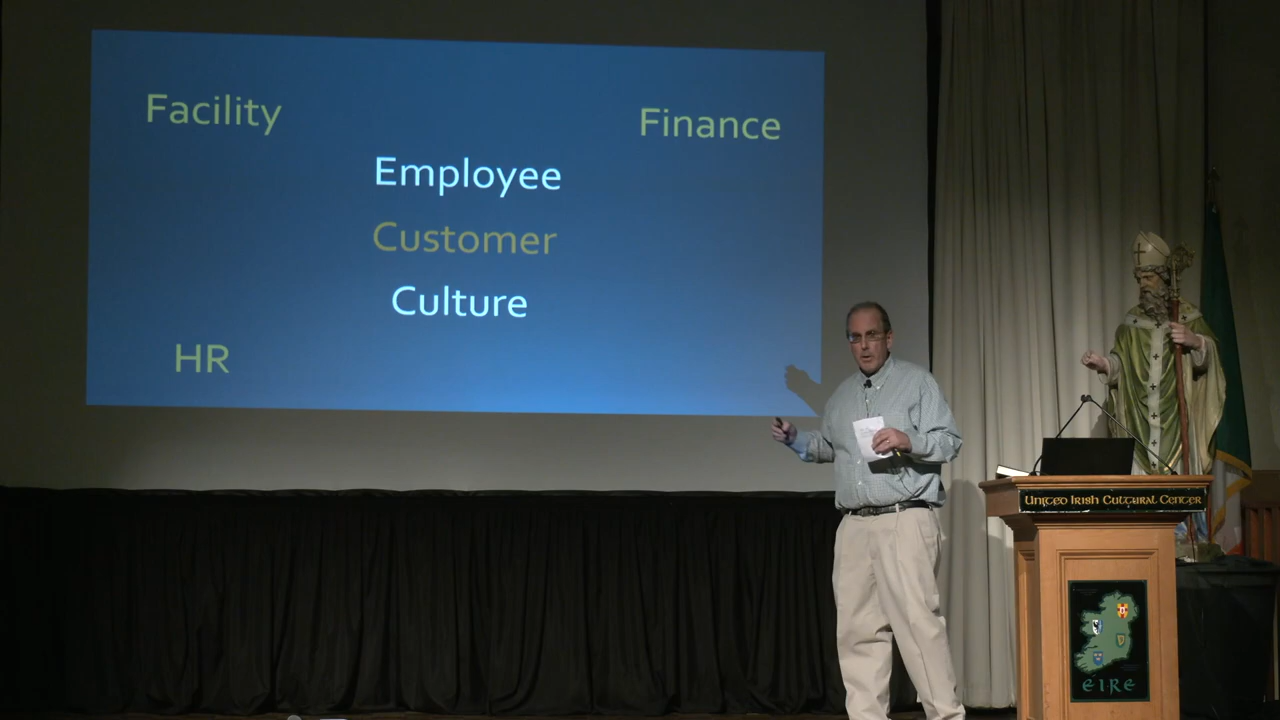 Facility
Finance
Employee
Customer
Culture
HR
United Irish Cultural Center
EIRE